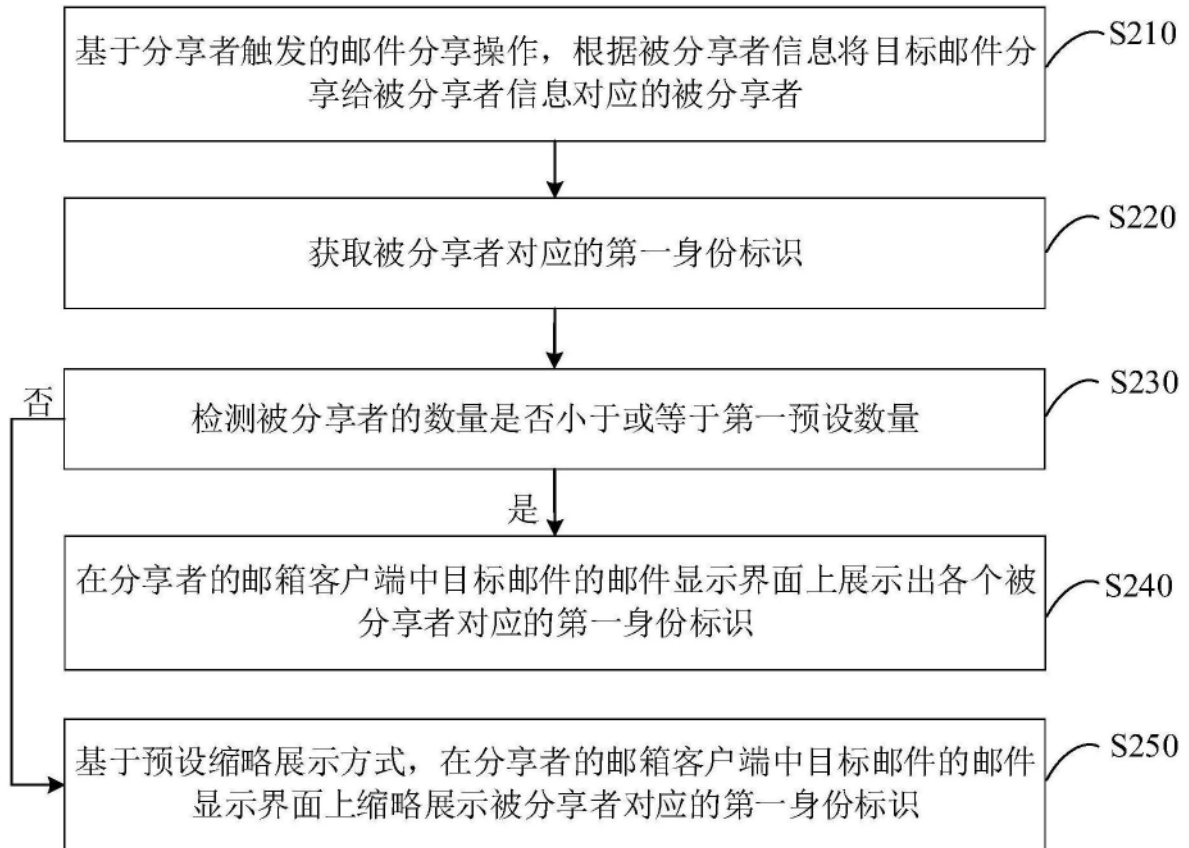 基于分享者触发的邮件分享操作，根据被分享者信息将目标邮件分
享给被分享者信息对应的被分享者
S210
获取被分享者对应的第一身份标识
S220
否
检测被分享者的数量是否小于或等于第一预设数量
S230
是
在分享者的邮箱客户端中目标邮件的邮件显示界面上展示出各个被
分享者对应的第一身份标识
S240
基于预设缩略展示方式，在分享者的邮箱客户端中目标邮件的邮件
显示界面上缩略展示被分享者对应的第一身份标识
S250